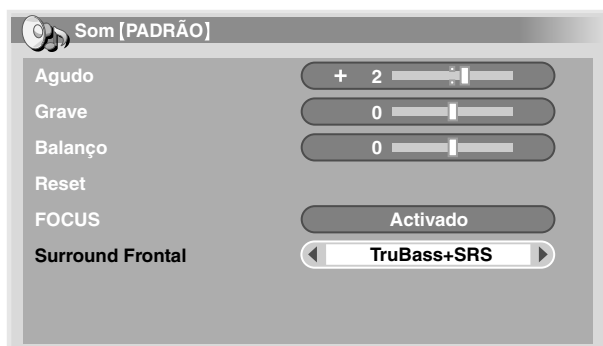 Som [PADRÃO]
Agudo + 2
Grave 0
Balanço 0
Reset
FOCUS Activado
Surround Frontal TruBass+SRS